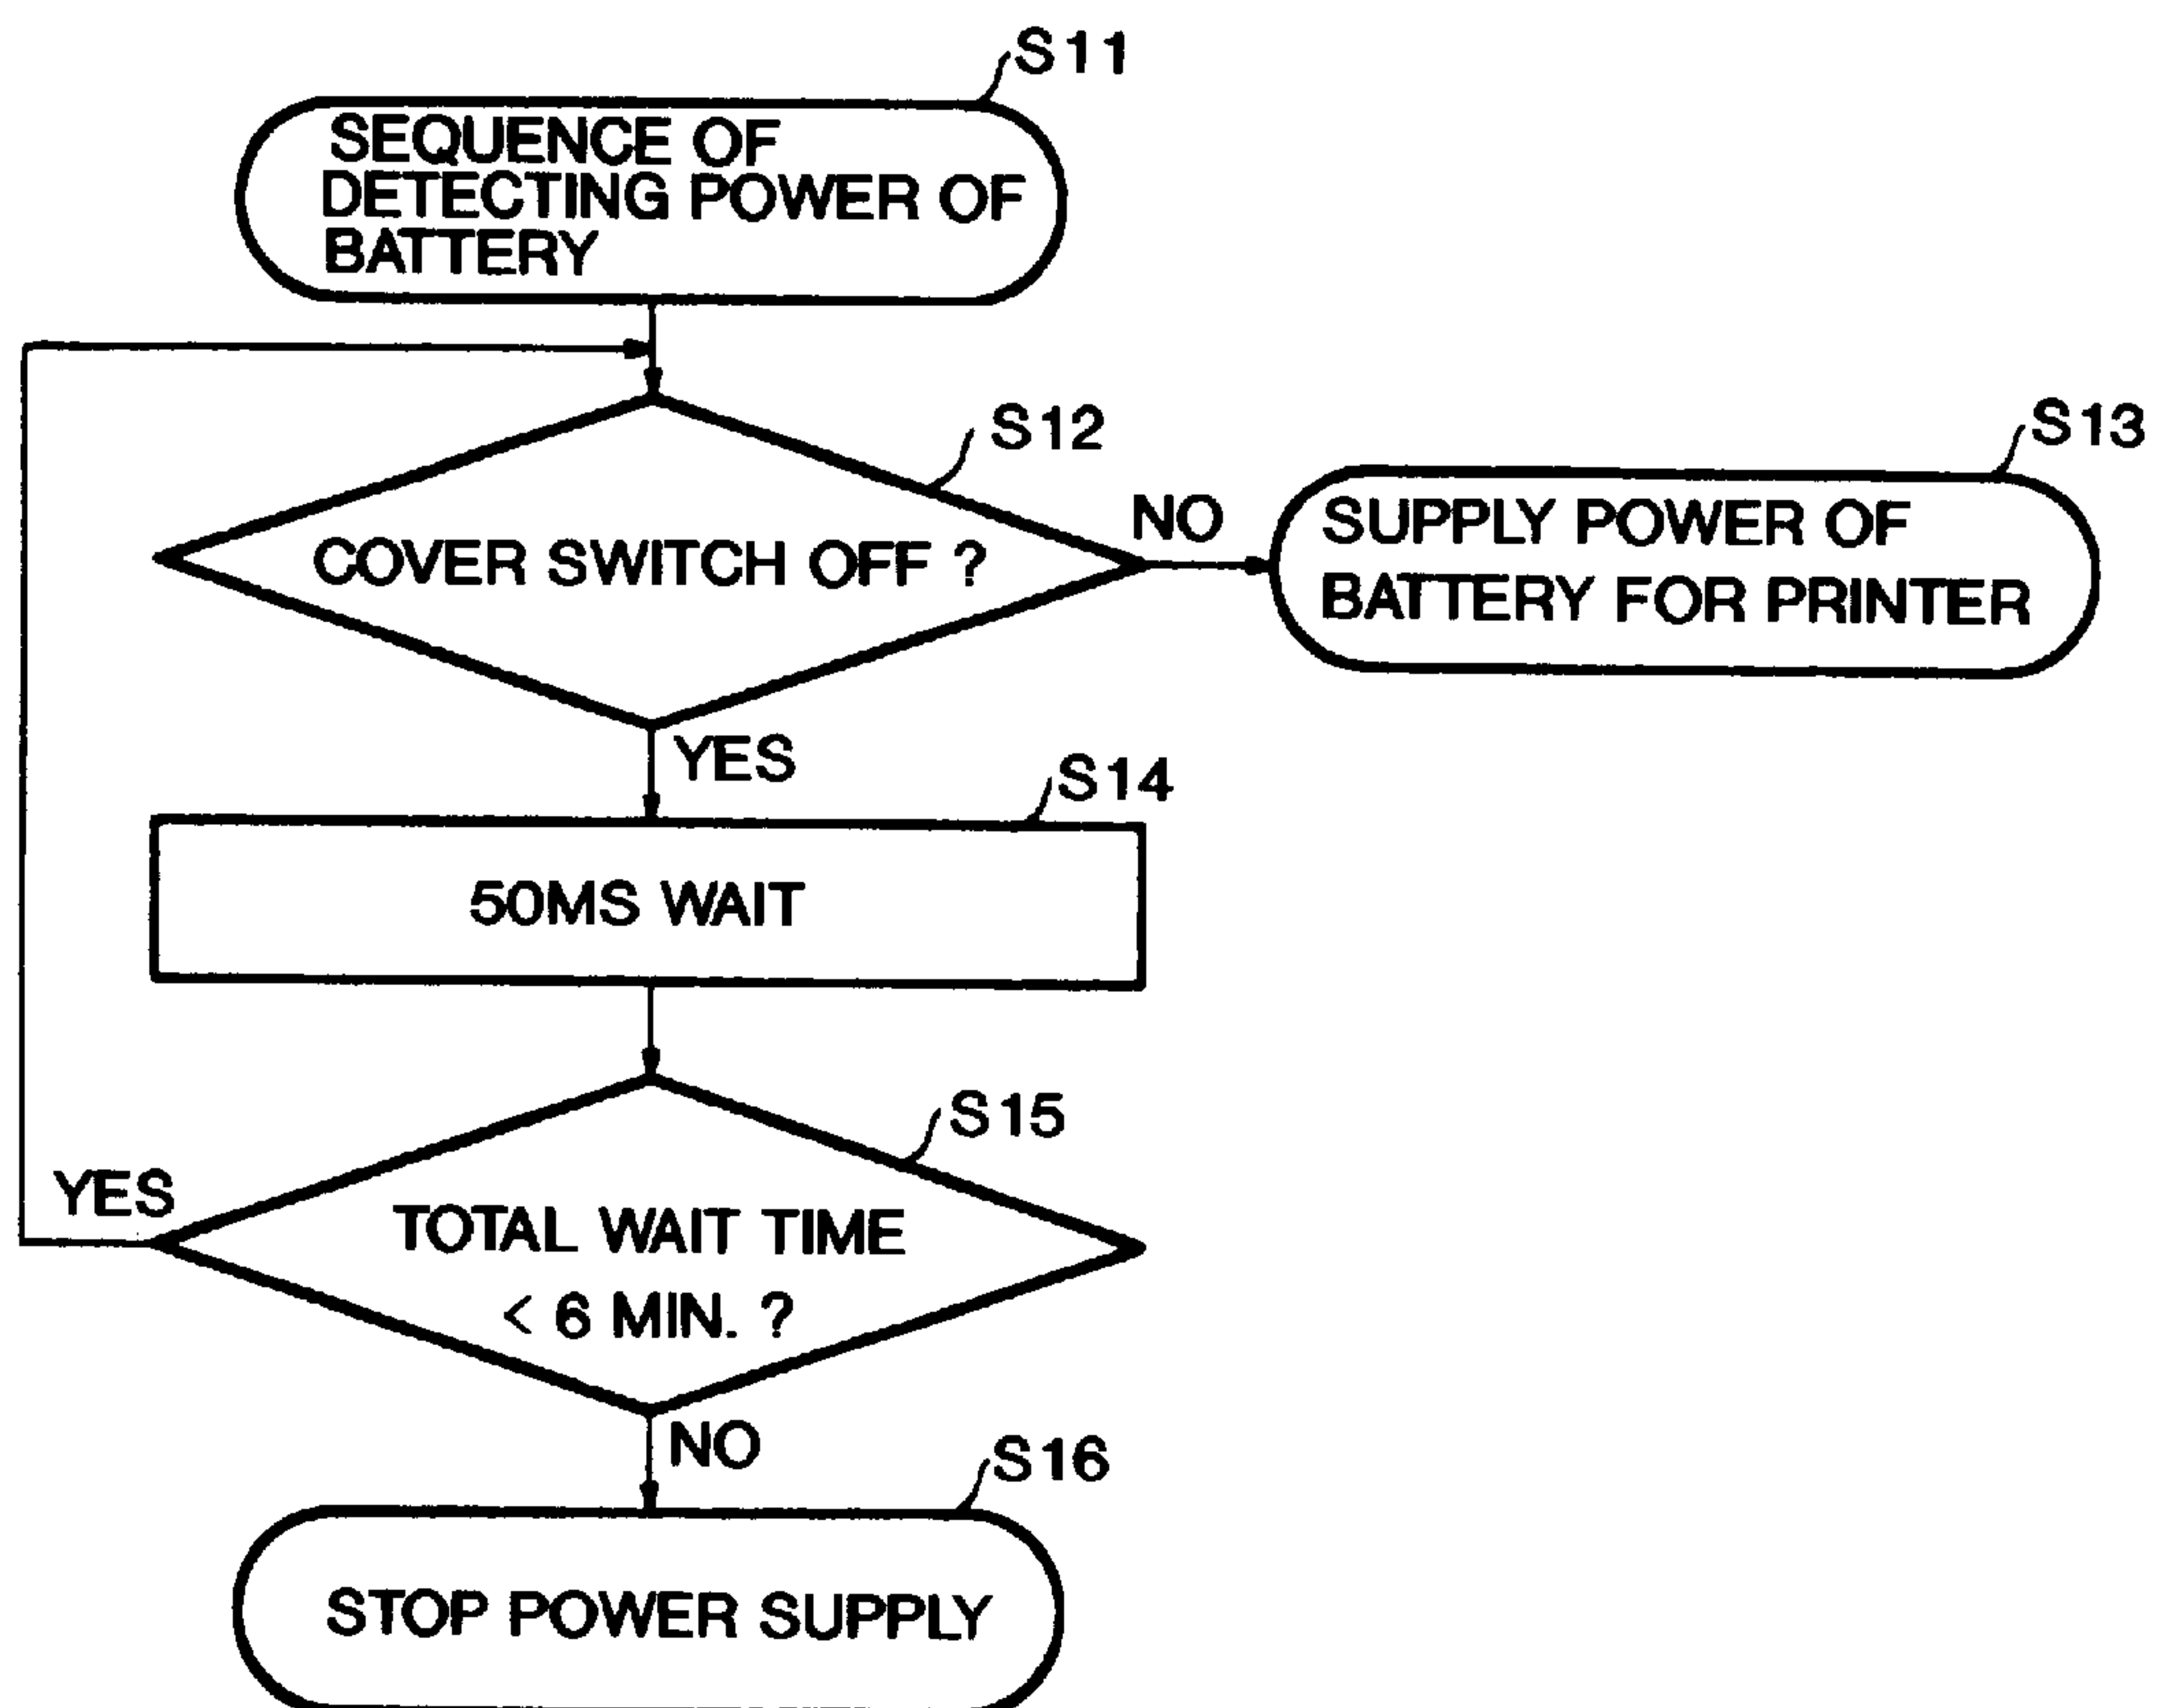 S11
SEQUENCE OF
DETECTING POWER OF
BATTERY
S12
COVER SWITCH OFF ?
NO
S13
SUPPLY POWER OF
BATTERY FOR PRINTER
YES
S14
50MS WAIT
S15
YES
TOTAL WAIT TIME
< 6 MIN. ?
NO
S16
STOP POWER SUPPLY